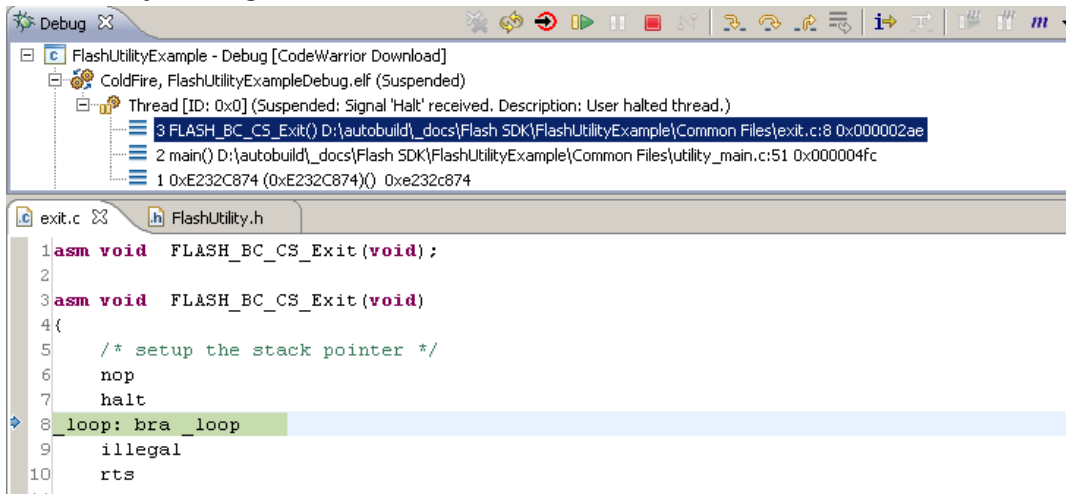 Debug
i
m
FlashUtilityExample - Debug [CodeWarrior Download]
ColdFire, FlashUtilityExampleDebug.elf (Suspended)
Thread [ID: 0x0] (Suspended: Signal 'Halt' received. Description: User halted thread.)
3 FLASH_BC_CS_Exit() D:\autobuild\_docs\Flash SDK\FlashUtilityExample\Common Files\exit.c:8 0x000002ae
2 main() D:\autobuild\_docs\Flash SDK\FlashUtilityExample\Common Files\utility_main.c:51 0x000004fc
1 0xE232C874 (0xE232C874)() 0xe232c874
exit.c FlashUtility.h
1 asm void FLASH_BC_CS_Exit(void);
2
3 asm void FLASH_BC_CS_Exit(void)
4 {
5 /* setup the stack pointer */
6 nop
7 halt
8 _loop: bra _loop
9 illegal
10 rts